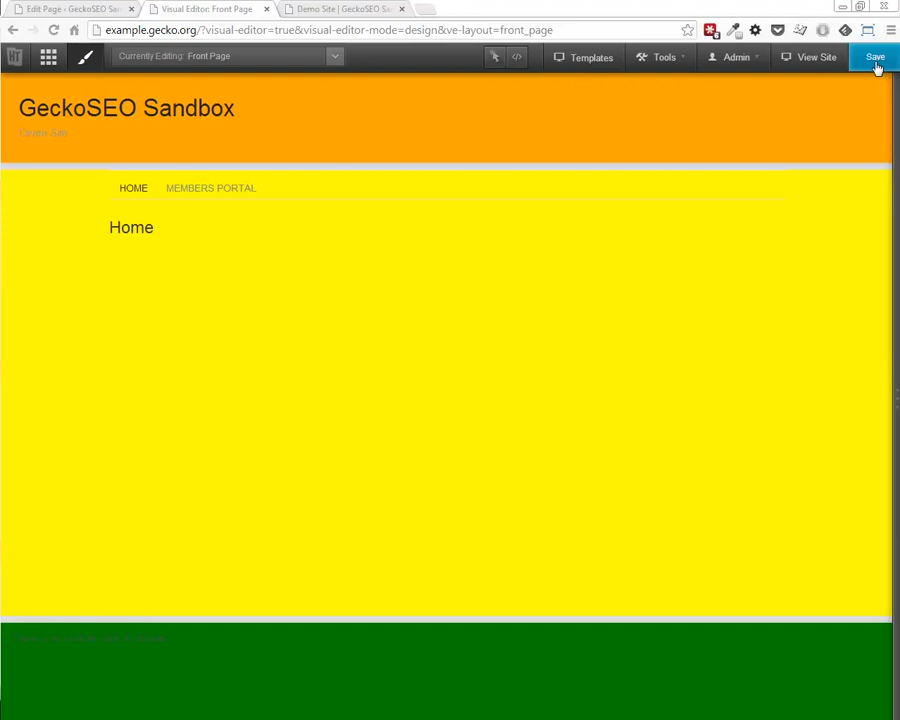 Edit Page ‹ GeckoSEO San
Visual Editor: Front Page
Demo Site | GeckoSEO S
example.gecko.org/?visual-editor=true&visual-editor-mode=design&ve-layout=front_page
Currently Editing: Front Page
</>
Templates
Tools
Admin
View Site
Save
GeckoSEO Sandbox
HOME
MEMBERS PORTAL
Home